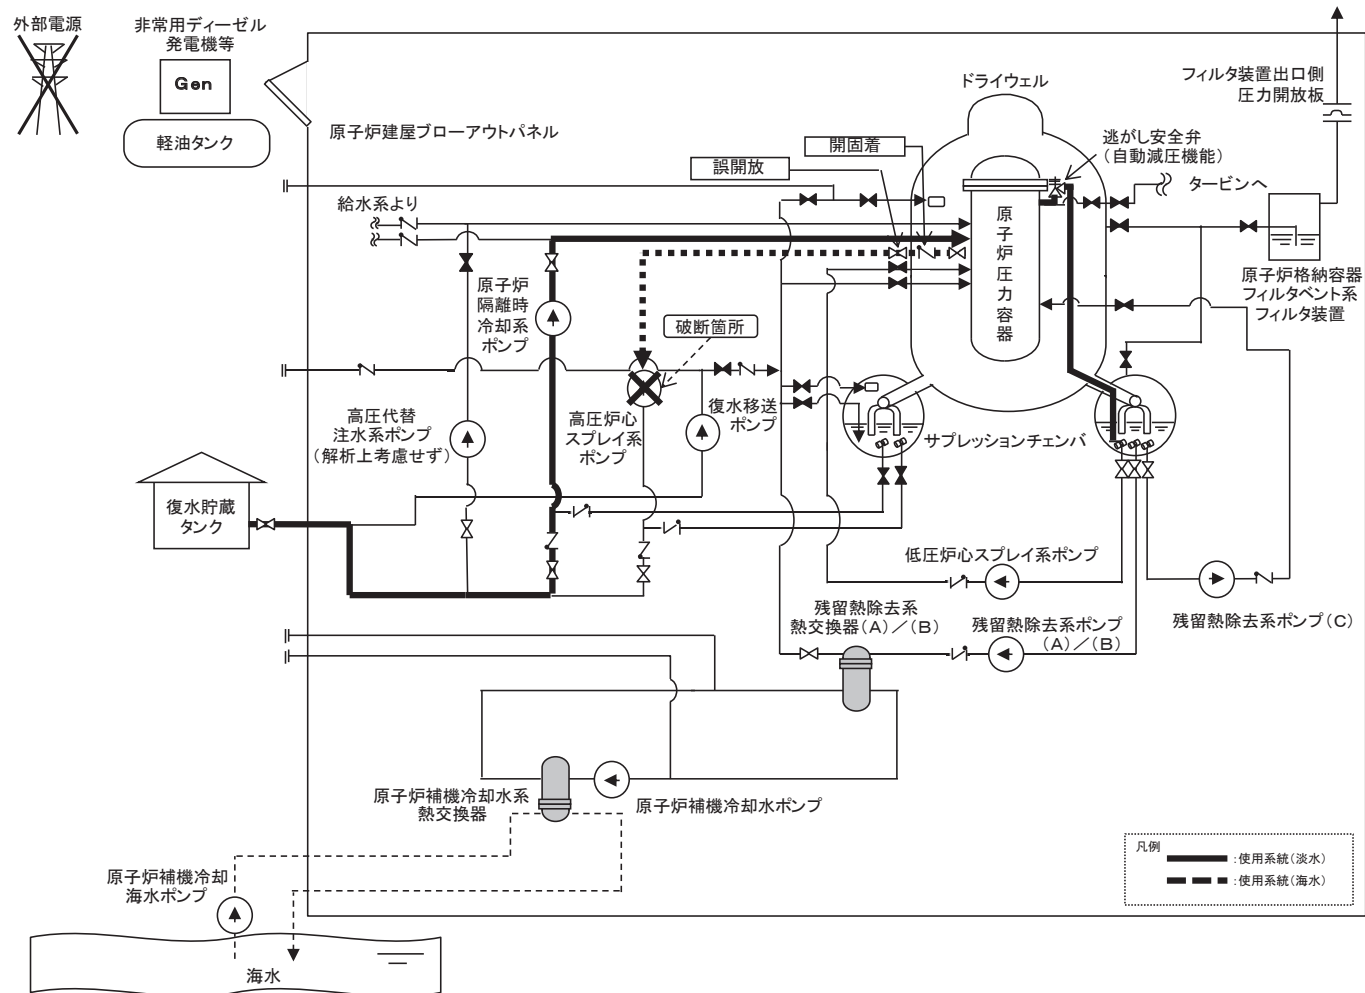 外部電源
非常用ディーゼル
発電機等
Gen
軽油タンク
原子炉建屋ブローアウトパネル
ドライウェル
フィルタ装置出口側
圧力開放板
開固着
誤開放
逃がし安全弁
(自動減圧機能)
タービンへ
給水系より
原子炉圧力容器
原子炉
隔離時
冷却系
ポンプ
破断箇所
原子炉格納容器
フィルタベント系
フィルタ装置
高圧代替
注水系ポンプ
(解析上考慮せず)
高圧炉心
スプレイ系
ポンプ
復水移送
ポンプ
サプレッションチェンバ
復水貯蔵
タンク
低圧炉心スプレイ系ポンプ
残留熱除去系
熱交換器(A)/(B)
残留熱除去系ポンプ
(A)/(B)
残留熱除去系ポンプ(C)
原子炉補機冷却水系
熱交換器
原子炉補機冷却水ポンプ
原子炉補機冷却
海水ポンプ
海水
凡例
:使用系統(淡水)
:使用系統(海水)